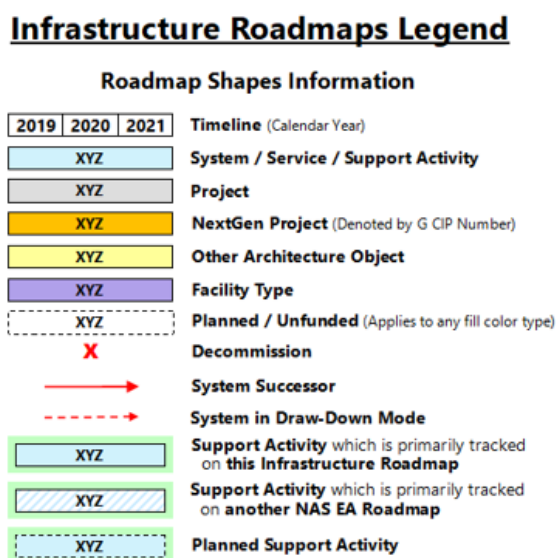 Infrastructure Roadmaps Legend
Roadmap Shapes Information
2019 2020 2021 Timeline (Calendar Year)
XYZ System / Service / Support Activity
XYZ Project
XYZ NextGen Project (Denoted by G CIP Number)
XYZ Other Architecture Object
XYZ Facility Type
XYZ Planned / Unfunded (Applies to any fill color type)
X Decommission
System Successor
System in Draw-Down Mode
XYZ Support Activity which is primarily tracked
on this Infrastructure Roadmap
XYZ Support Activity which is primarily tracked
on another NAS EA Roadmap
XYZ Planned Support Activity